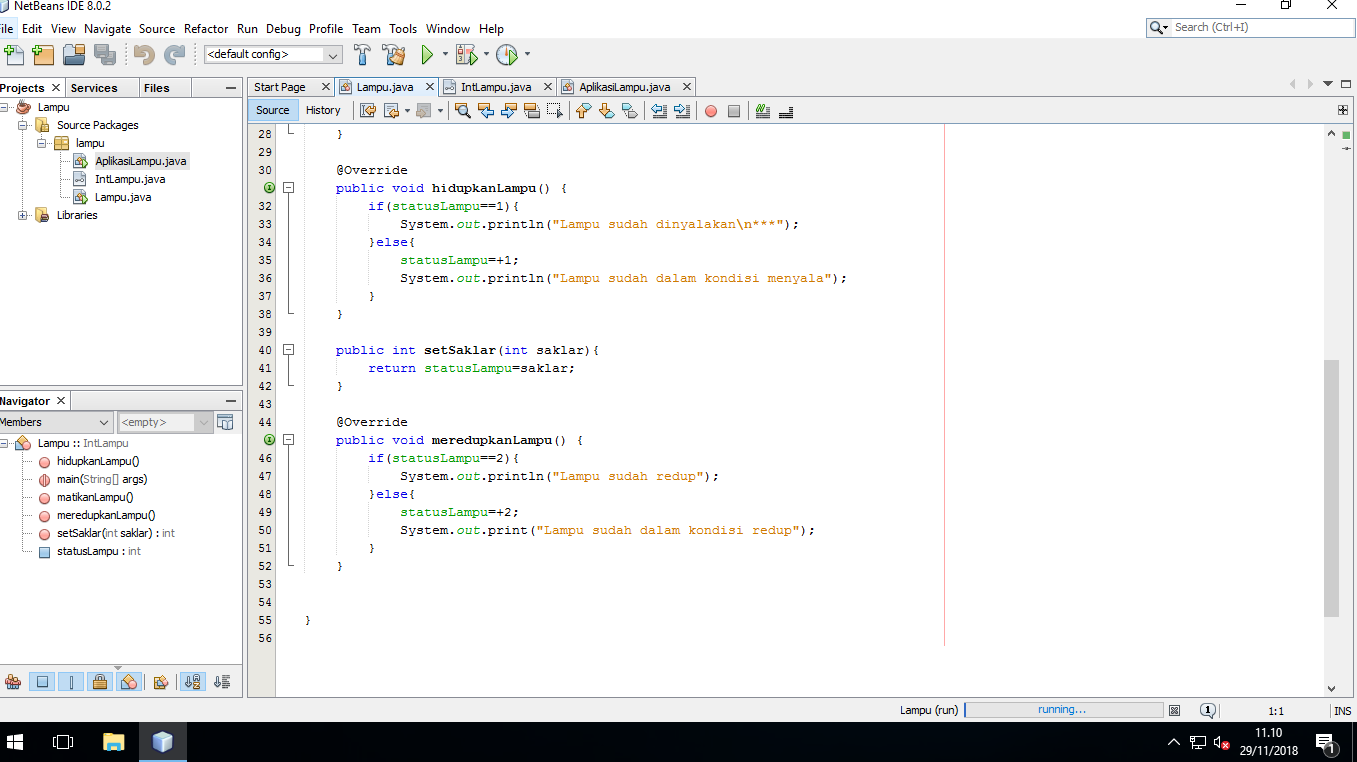 NetBeans IDE 8.0.2
File Edit View Navigate Source Refactor Run Debug Profile Team Tools Window Help
Search (Ctrl+I)
<default config>
Projects Services Files
Start Page Lampu.java IntLampu.java AplikasiLampu.java
Source History
Lampu
Source Packages
lampu
AplikasiLampu.java
IntLampu.java
Lampu.java
Libraries
Navigator
Members <empty>
Lampu :: IntLampu
hidupkanLampu()
main(String[] args)
matikanLampu()
meredupkanLampu()
setSaklar(int saklar) : int
statusLampu : int
28 }
29
30 @Override
public void hidupkanLampu() {
32 if(statusLampu==1){
33 System.out.println("Lampu sudah dinyalakan\n***");
34 }else{
35 statusLampu=+1;
36 System.out.println("Lampu sudah dalam kondisi menyala");
37 }
38 }
39
40 public int setSaklar(int saklar){
41 return statusLampu=saklar;
42 }
43
44 @Override
public void meredupkanLampu() {
46 if(statusLampu==2){
47 System.out.println("Lampu sudah redup");
48 }else{
49 statusLampu=+2;
50 System.out.print("Lampu sudah dalam kondisi redup");
51 }
52 }
53
54
55 }
56
Lampu (run) running... 1 1:1 INS
11.10
29/11/2018
1